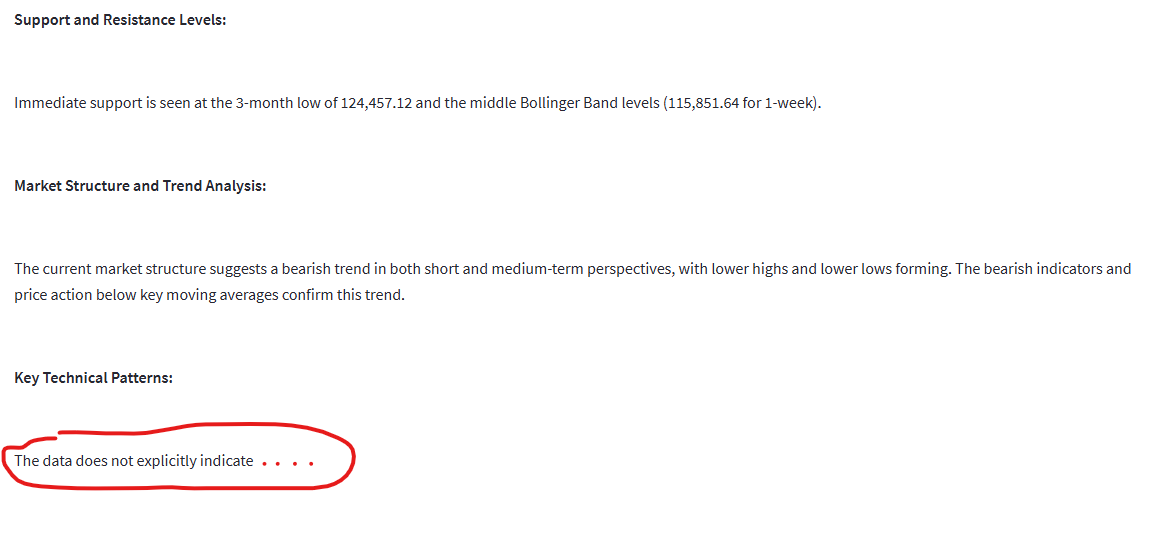 Support and Resistance Levels:
Immediate support is seen at the 3-month low of 124,457.12 and the middle Bollinger Band levels (115,851.64 for 1-week).
Market Structure and Trend Analysis:
The current market structure suggests a bearish trend in both short and medium-term perspectives, with lower highs and lower lows forming. The bearish indicators and
price action below key moving averages confirm this trend.
Key Technical Patterns:
The data does not explicitly indicate . . . .